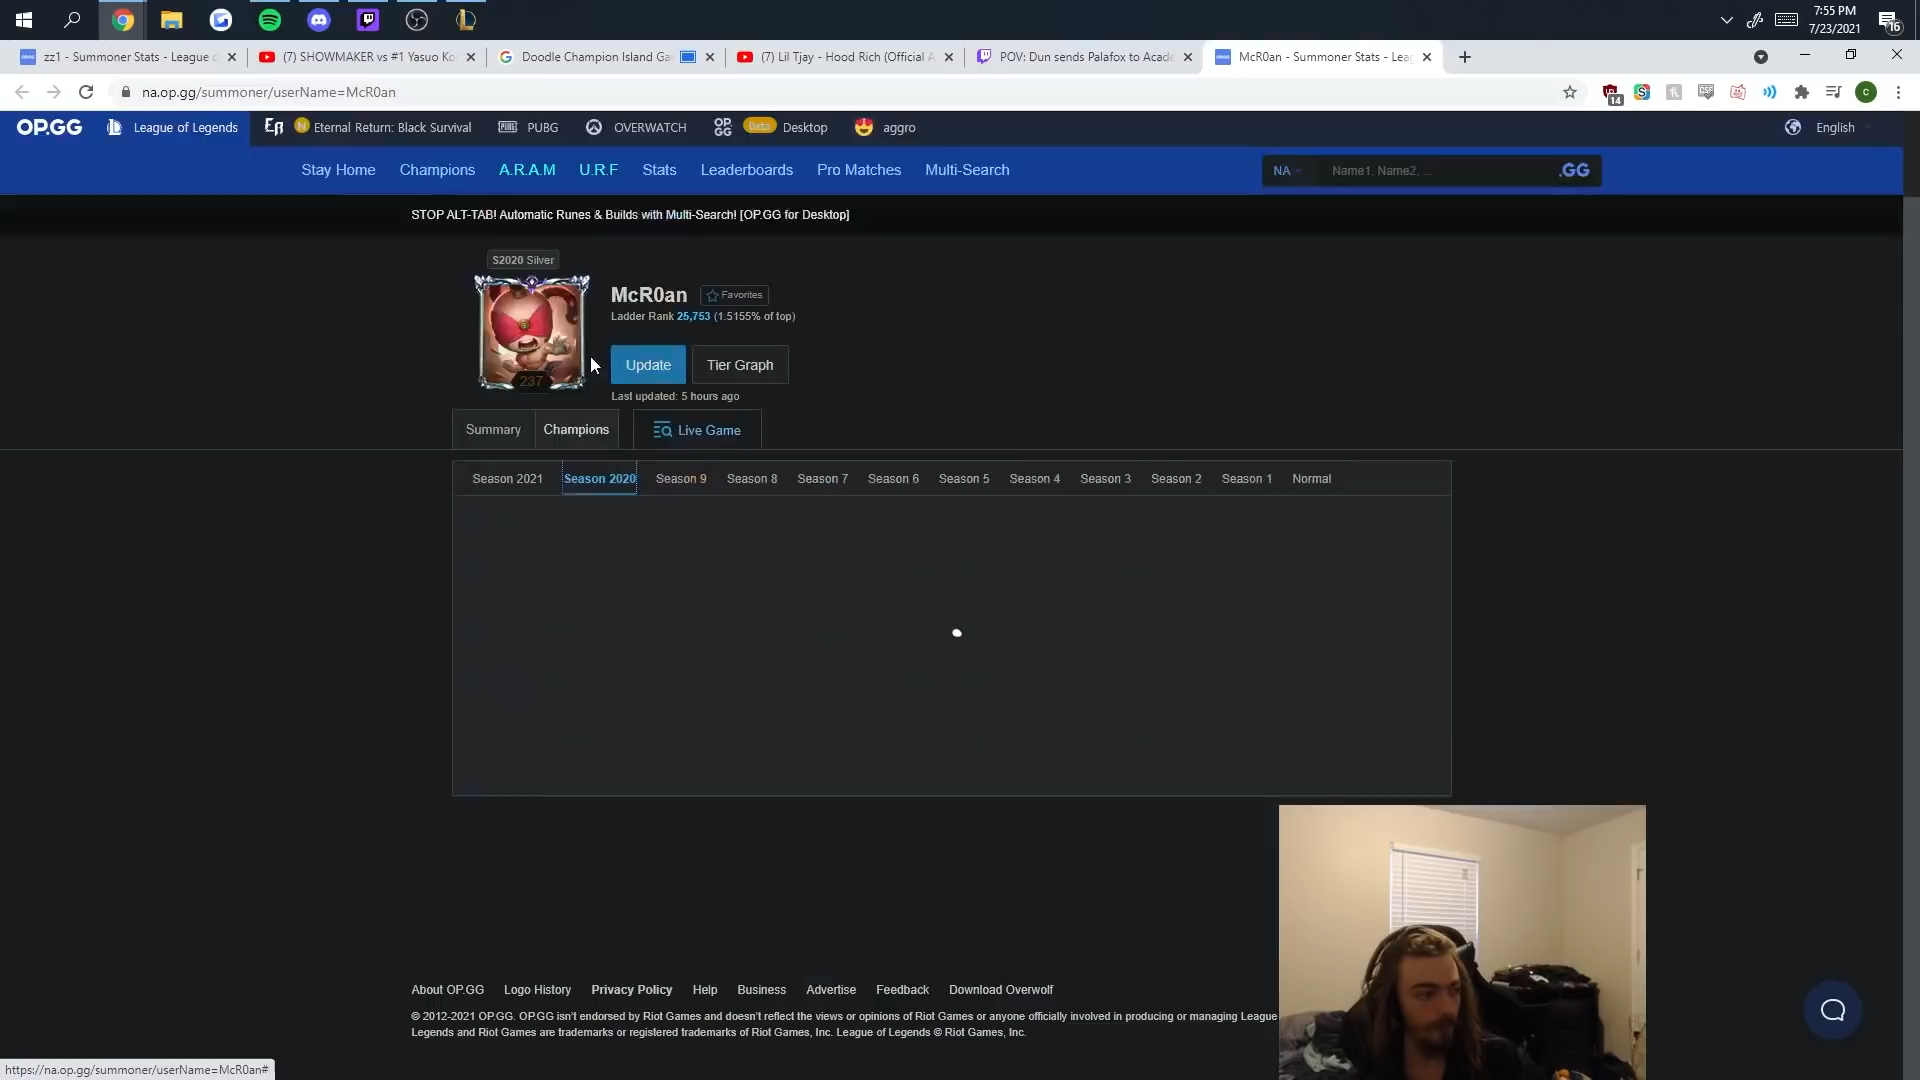 7:55 PM
7/23/2021
16
zz1 - Summoner Stats - League o
(7) SHOWMAKER vs #1 Yasuo Ko
Doodle Champion Island Ga
(7) Lil Tjay - Hood Rich (Official A
POV: Dun sends Palafox to Acade
McR0an - Summoner Stats - Leag
na.op.gg/summoner/userName=McR0an
14
C
OP.GG
League of Legends
Eternal Return: Black Survival
PUBG
OVERWATCH
OP GG
Beta
Desktop
aggro
English
Stay Home
Champions
A.R.A.M
U.R.F
Stats
Leaderboards
Pro Matches
Multi-Search
NA
Name1, Name2, ...
.GG
STOP ALT-TAB! Automatic Runes & Builds with Multi-Search! [OP.GG for Desktop]
S2020 Silver
McR0an
Favorites
Ladder Rank 25,753 (1.5155% of top)
237
Update
Tier Graph
Last updated: 5 hours ago
Summary
Champions
Live Game
Season 2021
Season 2020
Season 9
Season 8
Season 7
Season 6
Season 5
Season 4
Season 3
Season 2
Season 1
Normal
About OP.GG
Logo History
Privacy Policy
Help
Business
Advertise
Feedback
Download Overwolf
© 2012-2021 OP.GG. OP.GG isn't endorsed by Riot Games and doesn't reflect the views or opinions of Riot Games or anyone officially involved in producing or managing League
Legends and Riot Games are trademarks or registered trademarks of Riot Games, Inc. League of Legends © Riot Games, Inc.
https://na.op.gg/summoner/userName=McR0an#